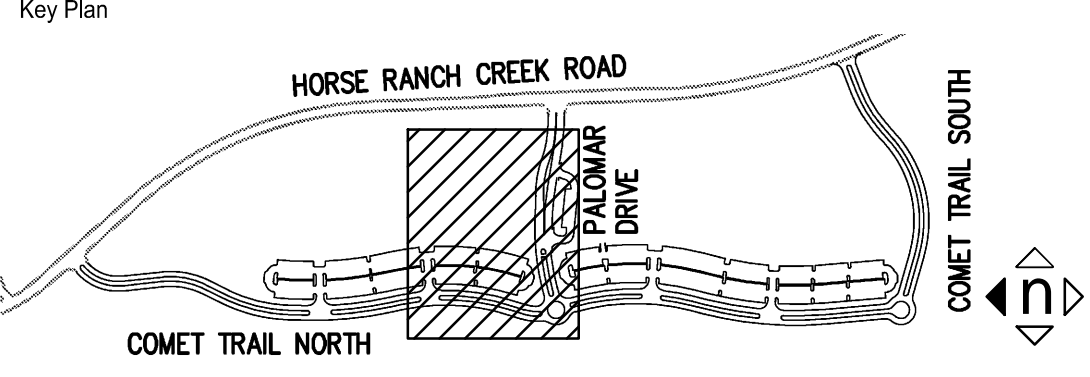 Key Plan
HORSE RANCH CREEK ROAD
PALOMAR
DRIVE
COMET TRAIL SOUTH
COMET TRAIL NORTH
n